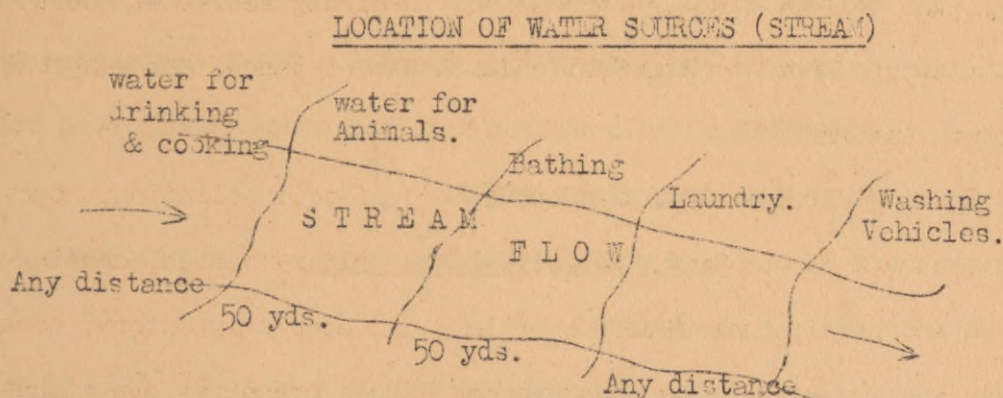 LOCATION OF WATER SOURCES (STREAM)
water for
drinking
& cooking
water for
Animals.
Bathing
Laundry.
Washing
Vehicles.
STREAM
FLOW
Any distance
50 yds.
50 yds.
Any distance